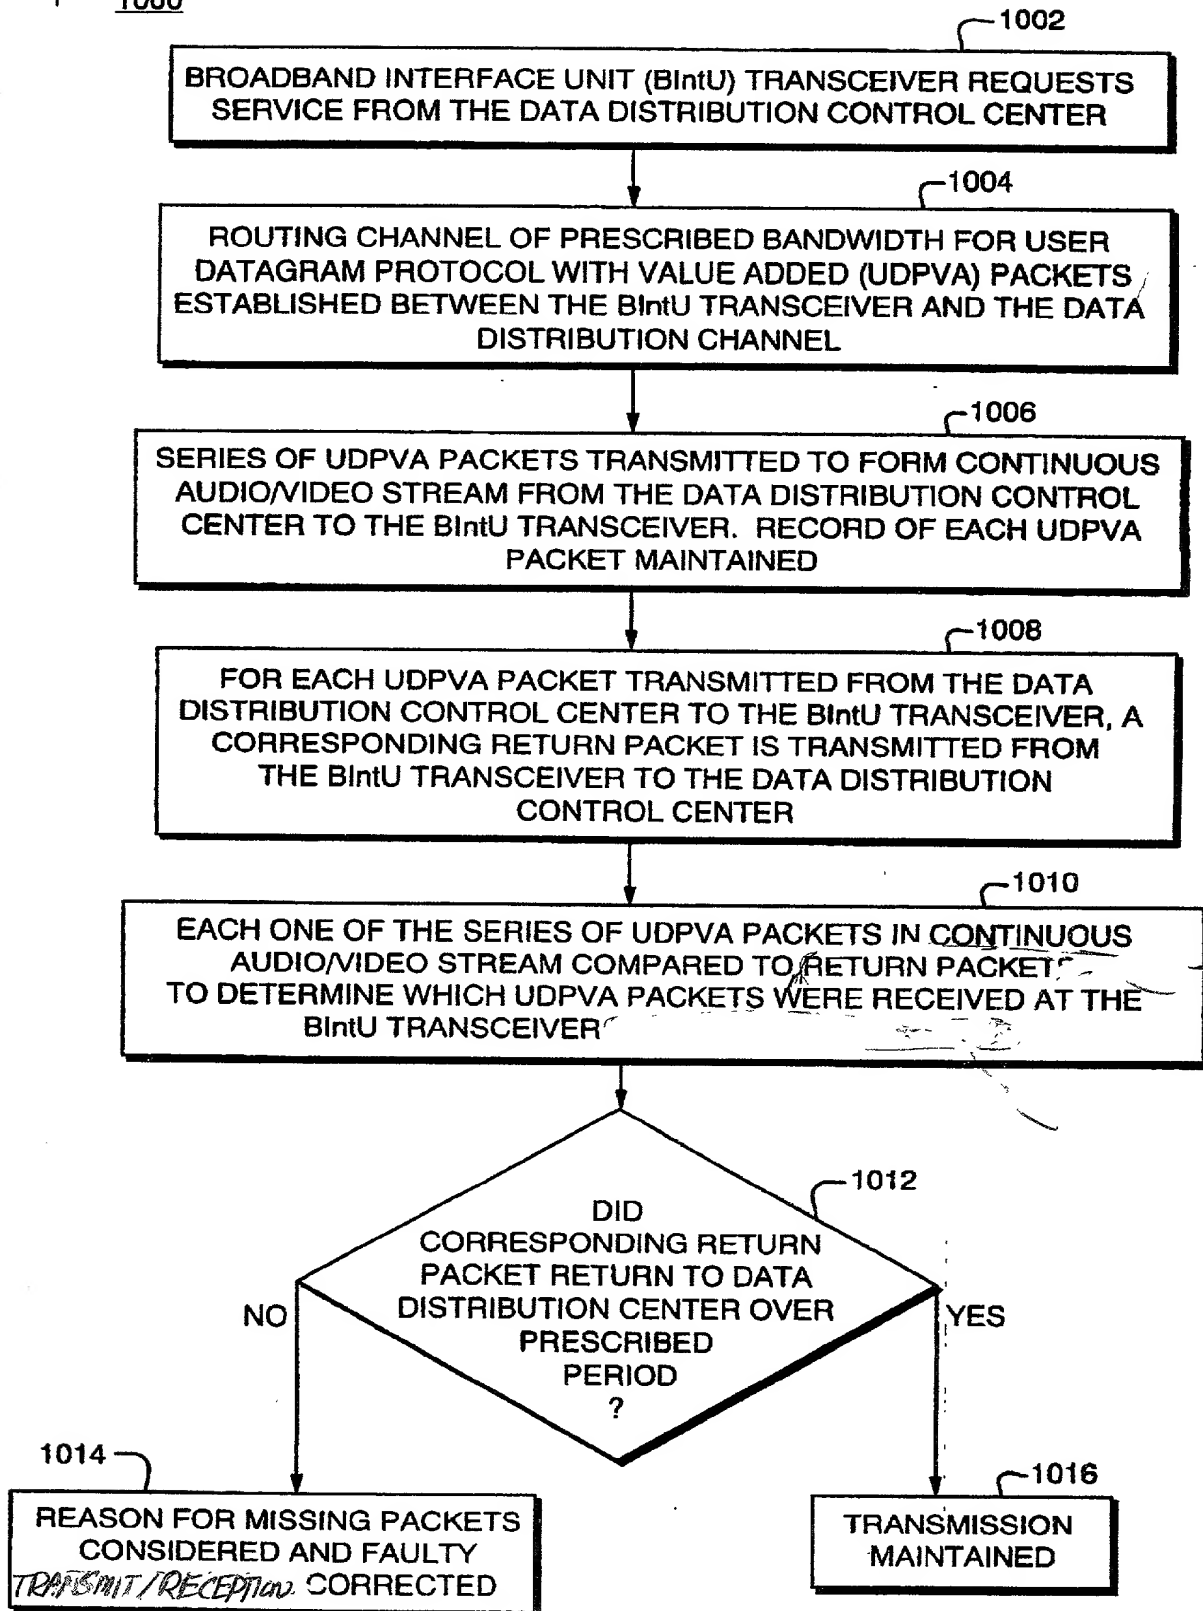 1000
1002
BROADBAND INTERFACE UNIT (BIntU) TRANSCEIVER REQUESTS
SERVICE FROM THE DATA DISTRIBUTION CONTROL CENTER
1004
ROUTING CHANNEL OF PRESCRIBED BANDWIDTH FOR USER
DATAGRAM PROTOCOL WITH VALUE ADDED (UDPVA) PACKETS
ESTABLISHED BETWEEN THE BIntU TRANSCEIVER AND THE DATA
DISTRIBUTION CHANNEL
1006
SERIES OF UDPVA PACKETS TRANSMITTED TO FORM CONTINUOUS
AUDIO/VIDEO STREAM FROM THE DATA DISTRIBUTION CONTROL
CENTER TO THE BIntU TRANSCEIVER. RECORD OF EACH UDPVA
PACKET MAINTAINED
1008
FOR EACH UDPVA PACKET TRANSMITTED FROM THE DATA
DISTRIBUTION CONTROL CENTER TO THE BIntU TRANSCEIVER, A
CORRESPONDING RETURN PACKET IS TRANSMITTED FROM
THE BIntU TRANSCEIVER TO THE DATA DISTRIBUTION
CONTROL CENTER
1010
EACH ONE OF THE SERIES OF UDPVA PACKETS IN CONTINUOUS
AUDIO/VIDEO STREAM COMPARED TO RETURN PACKETS
TO DETERMINE WHICH UDPVA PACKETS WERE RECEIVED AT THE
BIntU TRANSCEIVER
1012
DID
CORRESPONDING RETURN
PACKET RETURN TO DATA
DISTRIBUTION CENTER OVER
PRESCRIBED
PERIOD
?
NO
YES
1014
REASON FOR MISSING PACKETS
CONSIDERED AND FAULTY
TRANSMIT/RECEPTION CORRECTED
1016
TRANSMISSION
MAINTAINED